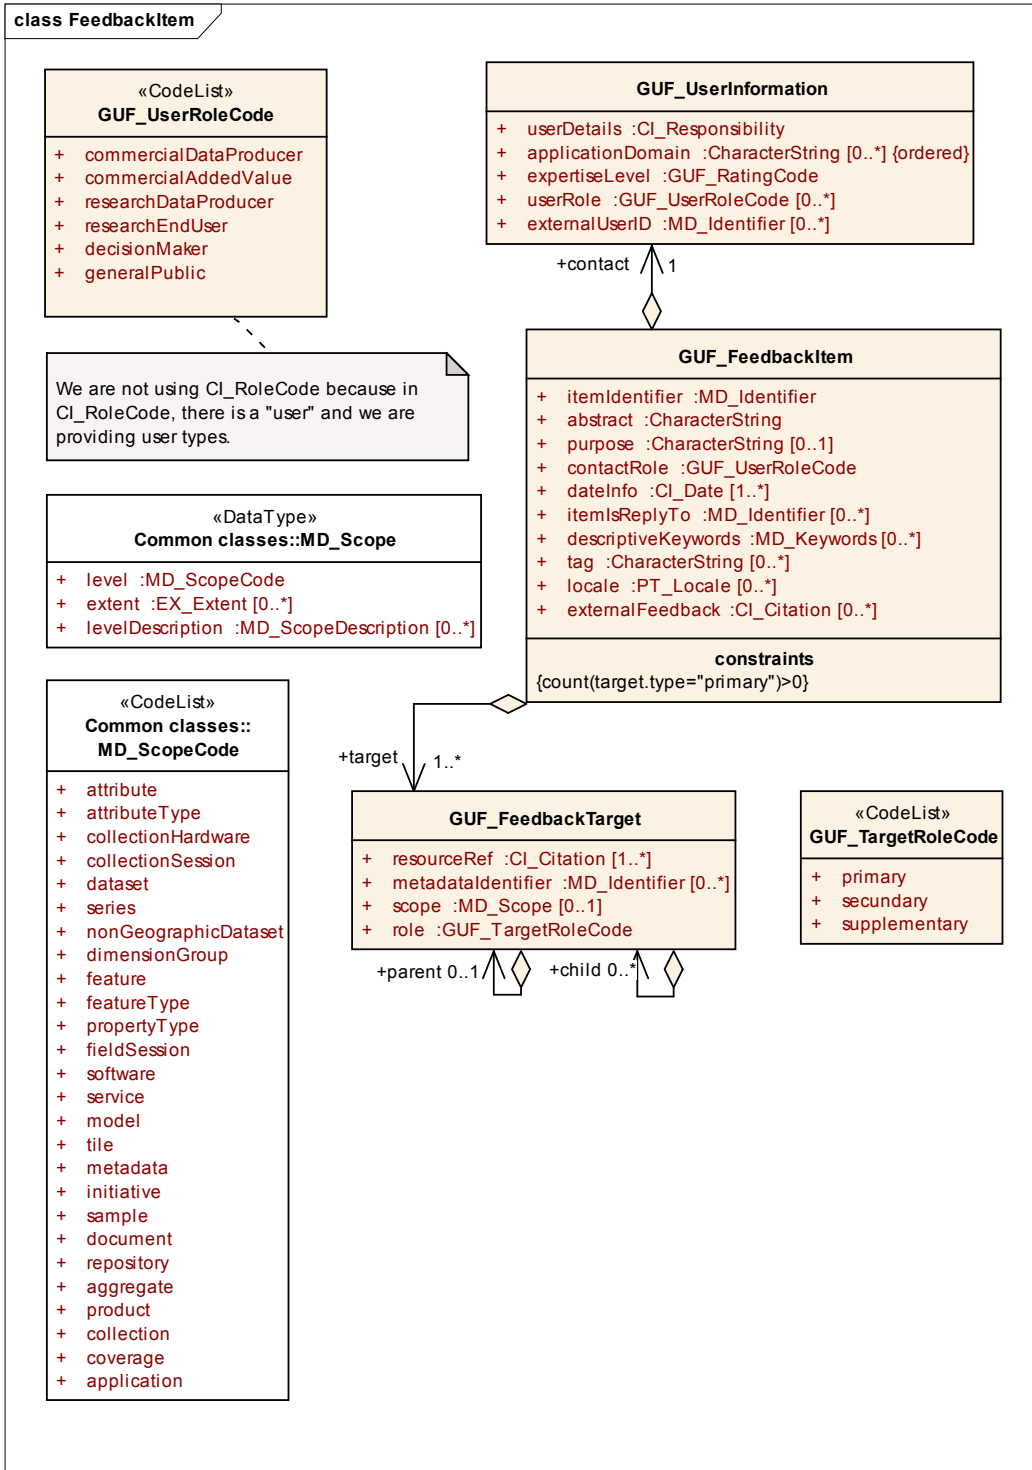 class FeedbackItem
«CodeList»
GUF_UserRoleCode
+ commercialDataProducer
+ commercialAddedValue
+ researchDataProducer
+ researchEndUser
+ decisionMaker
+ generalPublic
GUF_UserInformation
+ userDetails :CI_Responsibility
+ applicationDomain :CharacterString [0..*] {ordered}
+ expertiseLevel :GUF_RatingCode
+ userRole :GUF_UserRoleCode [0..*]
+ externalUserID :MD_Identifier [0..*]
+contact 1
We are not using CI_RoleCode because in
CI_RoleCode, there is a "user" and we are
providing user types.
GUF_FeedbackItem
+ itemIdentifier :MD_Identifier
+ abstract :CharacterString
+ purpose :CharacterString [0..1]
+ contactRole :GUF_UserRoleCode
+ dateInfo :CI_Date [1..*]
+ itemIsReplyTo :MD_Identifier [0..*]
+ descriptiveKeywords :MD_Keywords [0..*]
+ tag :CharacterString [0..*]
+ locale :PT_Locale [0..*]
+ externalFeedback :CI_Citation [0..*]
constraints
{count(target.type="primary")>0}
«DataType»
Common classes::MD_Scope
+ level :MD_ScopeCode
+ extent :EX_Extent [0..*]
+ levelDescription :MD_ScopeDescription [0..*]
«CodeList»
Common classes::
MD_ScopeCode
+ attribute
+ attributeType
+ collectionHardware
+ collectionSession
+ dataset
+ series
+ nonGeographicDataset
+ dimensionGroup
+ feature
+ featureType
+ propertyType
+ fieldSession
+ software
+ service
+ model
+ tile
+ metadata
+ initiative
+ sample
+ document
+ repository
+ aggregate
+ product
+ collection
+ coverage
+ application
+target 1..*
GUF_FeedbackTarget
+ resourceRef :CI_Citation [1..*]
+ metadataIdentifier :MD_Identifier [0..*]
+ scope :MD_Scope [0..1]
+ role :GUF_TargetRoleCode
+parent 0..1
+child 0..*
«CodeList»
GUF_TargetRoleCode
+ primary
+ secundary
+ supplementary